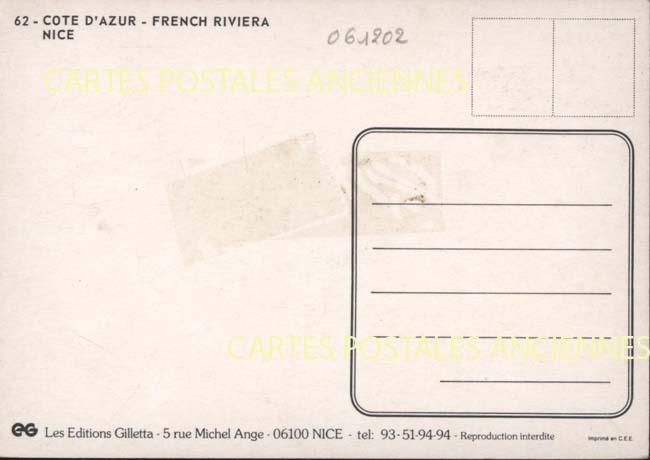 62 - COTE D'AZUR - FRENCH RIVIERA
NICE
061202
CARTES POSTALES ANCIENNES
CARTES POSTALES ANCIENNES
EG Les Editions Gilletta - 5 rue Michel Ange - 06100 NICE - tel: 93-51-94-94 - Reproduction interdite
Imprimé en C.E.E.